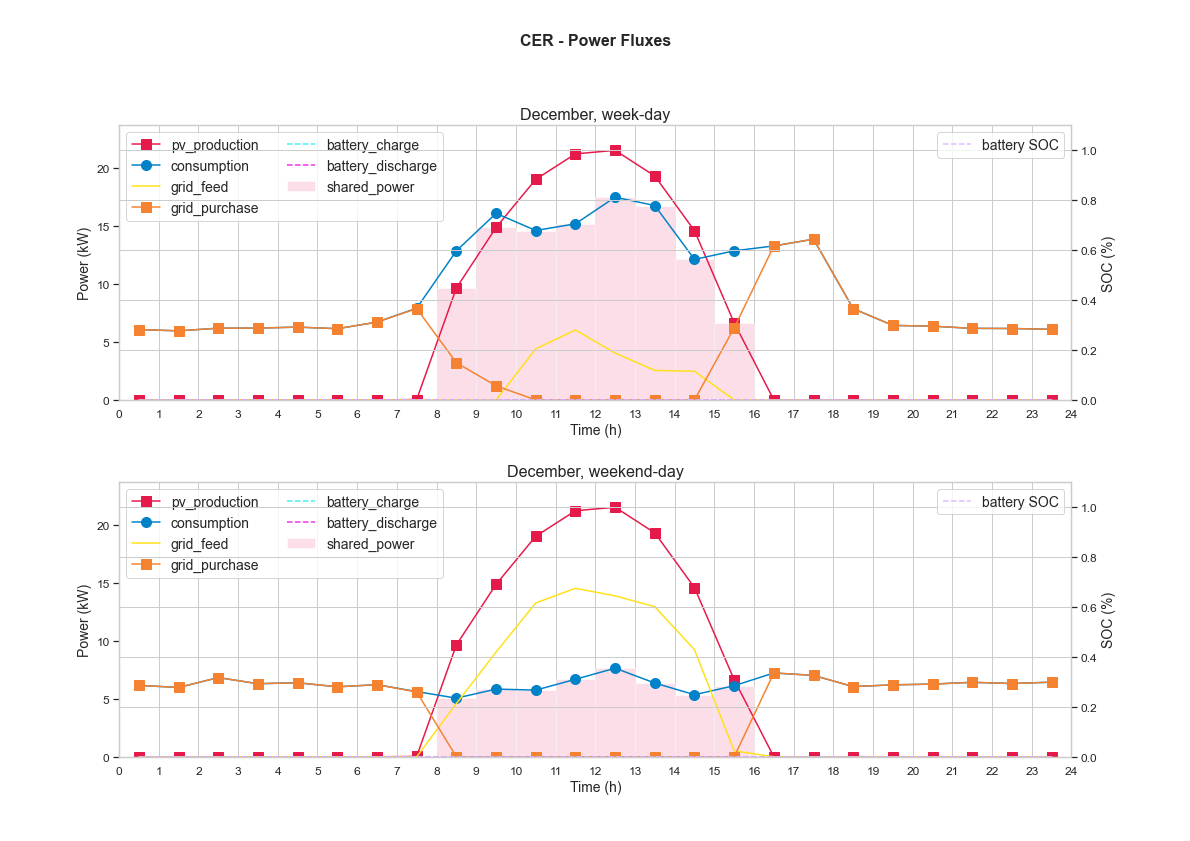 CER - Power Fluxes
December, week-day
pv_production
consumption
grid_feed
grid_purchase
battery_charge
battery_discharge
shared_power
battery SOC
Power (kW)
20
15
10
5
0
SOC (%)
1.0
0.8
0.6
0.4
0.2
0.0
0 1 2 3 4 5 6 7 8 9 10 11 12 13 14 15 16 17 18 19 20 21 22 23 24
Time (h)
December, weekend-day
pv_production
consumption
grid_feed
grid_purchase
battery_charge
battery_discharge
shared_power
battery SOC
Power (kW)
20
15
10
5
0
SOC (%)
1.0
0.8
0.6
0.4
0.2
0.0
0 1 2 3 4 5 6 7 8 9 10 11 12 13 14 15 16 17 18 19 20 21 22 23 24
Time (h)